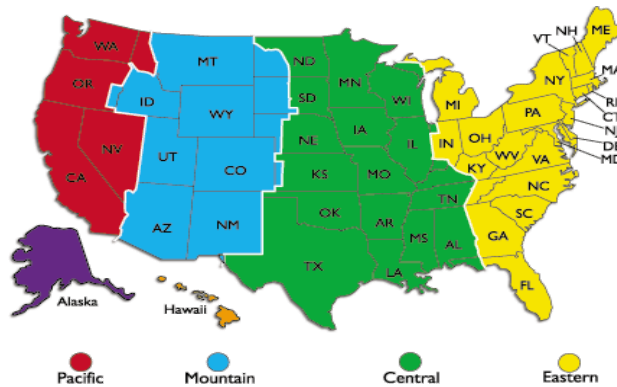 WA
OR
CA
NV
ID
MT
WY
UT
CO
AZ
NM
ND
SD
NE
KS
OK
TX
MN
IA
MO
AR
LA
WI
IL
MS
AL
TN
MI
IN
OH
KY
WV
VA
NC
SC
GA
FL
PA
NY
VT
NH
ME
MA
RI
CT
NJ
DE
MD
Alaska
Hawaii
Pacific
Mountain
Central
Eastern